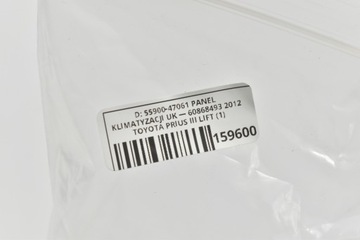 D: 55900-47061 PANEL
KLIMATYZACJI UK — 60868493 2012
TOYOTA PRIUS III LIFT (1)
159600